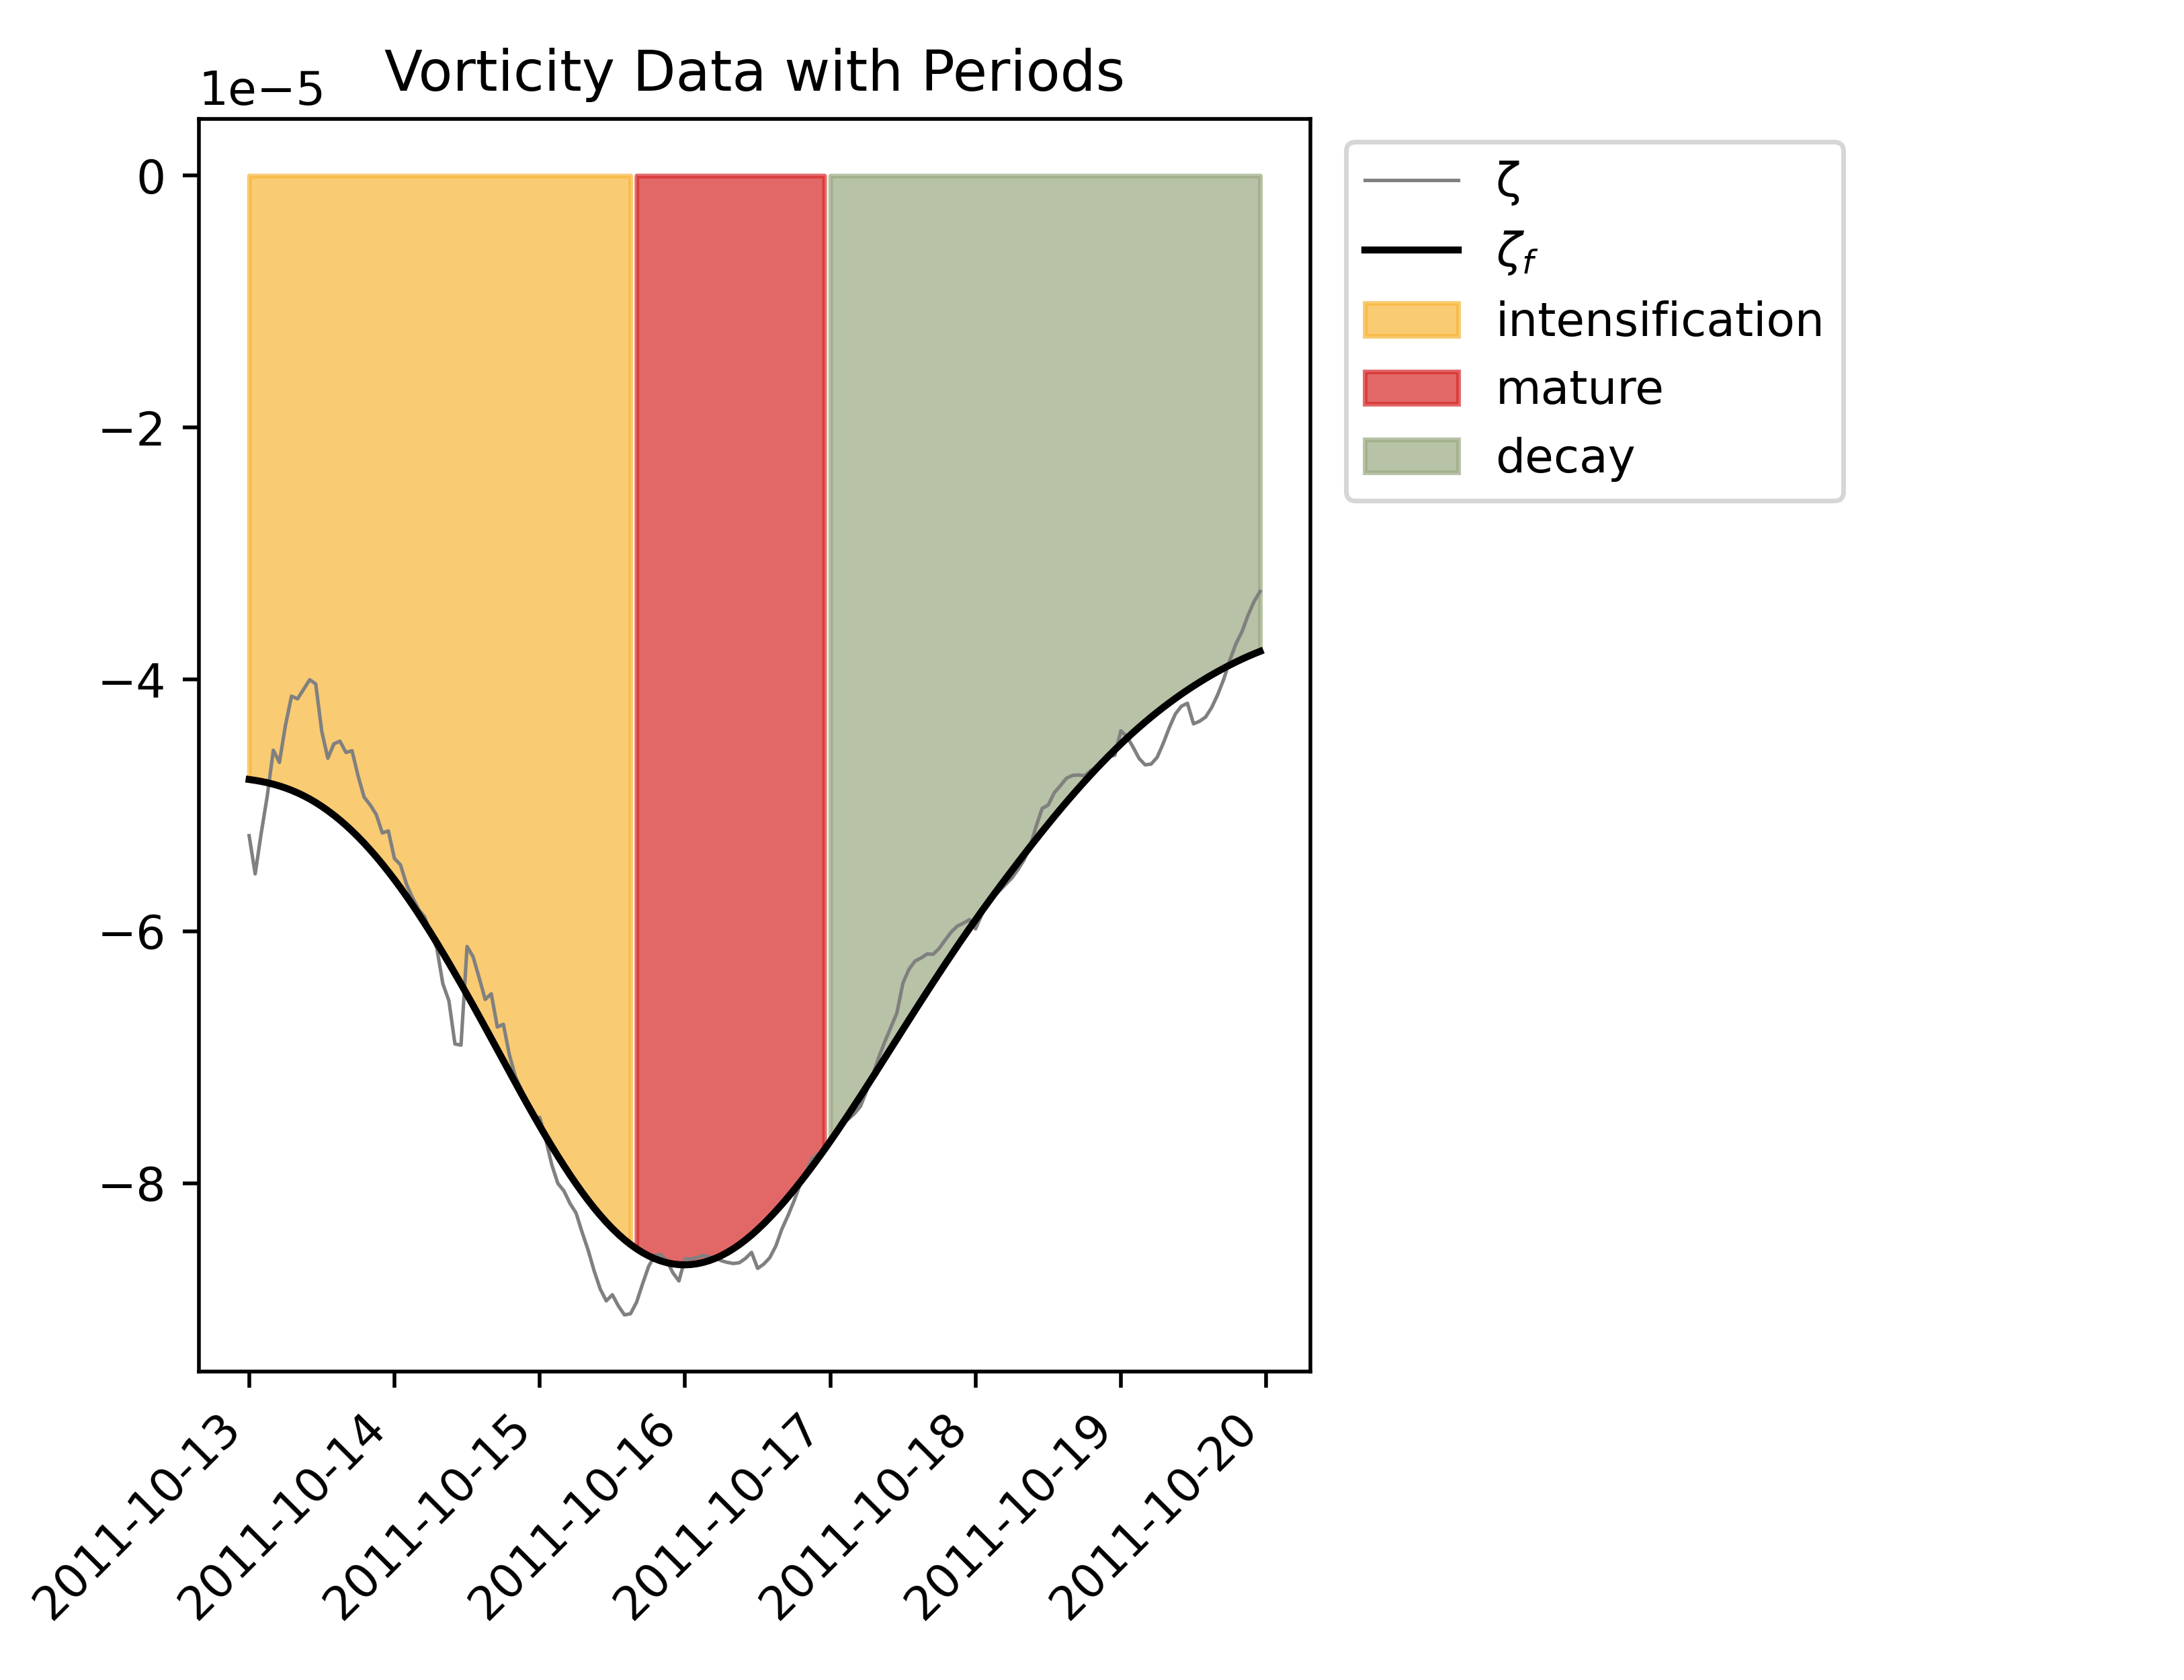 Vorticity Data with Periods
1e−5
0
−2
−4
−6
−8
2011-10-13
2011-10-14
2011-10-15
2011-10-16
2011-10-17
2011-10-18
2011-10-19
2011-10-20
ζ
ζf
intensification
mature
decay